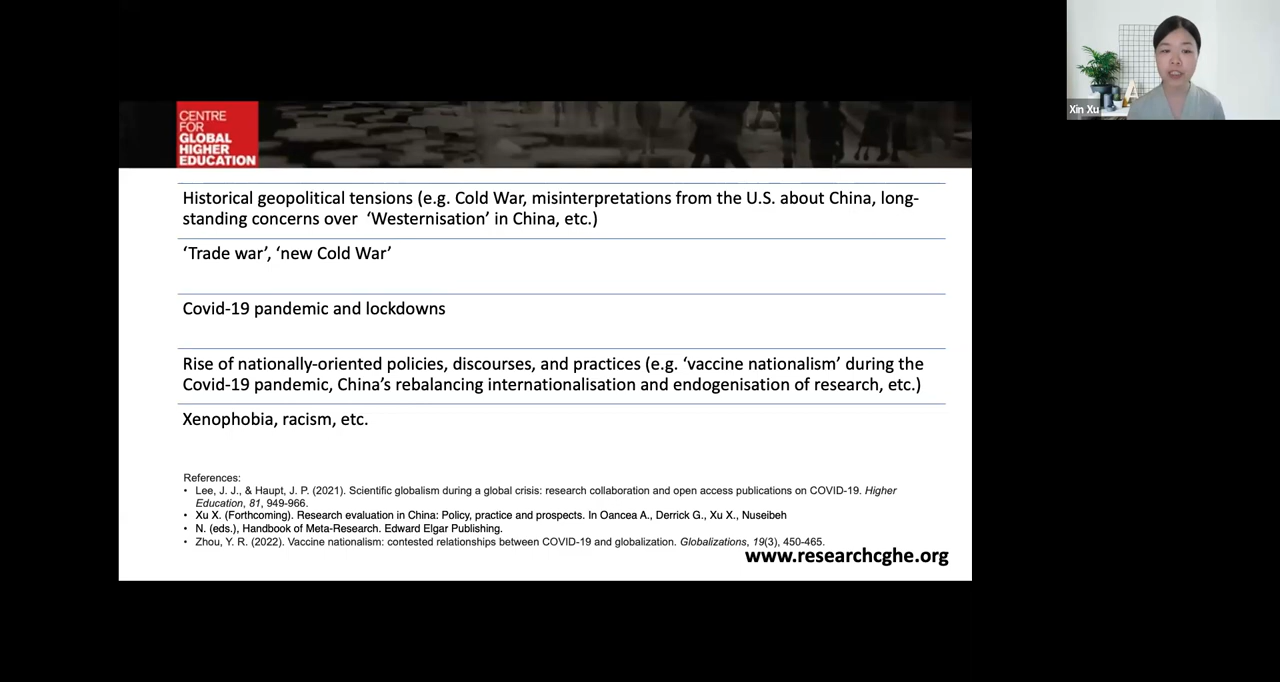 CENTRE
FOR
GLOBAL
HIGHER
EDUCATION
Xin Xu
Historical geopolitical tensions (e.g. Cold War, misinterpretations from the U.S. about China, long-
standing concerns over ‘Westernisation’ in China, etc.)
‘Trade war’, ‘new Cold War’
Covid-19 pandemic and lockdowns
Rise of nationally-oriented policies, discourses, and practices (e.g. ‘vaccine nationalism’ during the
Covid-19 pandemic, China’s rebalancing internationalisation and endogenisation of research, etc.)
Xenophobia, racism, etc.
References:
• Lee, J. J., & Haupt, J. P. (2021). Scientific globalism during a global crisis: research collaboration and open access publications on COVID-19. Higher
Education, 81, 949-966.
• Xu X. (Forthcoming). Research evaluation in China: Policy, practice and prospects. In Oancea A., Derrick G., Xu X., Nuseibeh
• N. (eds.), Handbook of Meta-Research. Edward Elgar Publishing.
• Zhou, Y. R. (2022). Vaccine nationalism: contested relationships between COVID-19 and globalization. Globalizations, 19(3), 450-465.
www.researchcghe.org